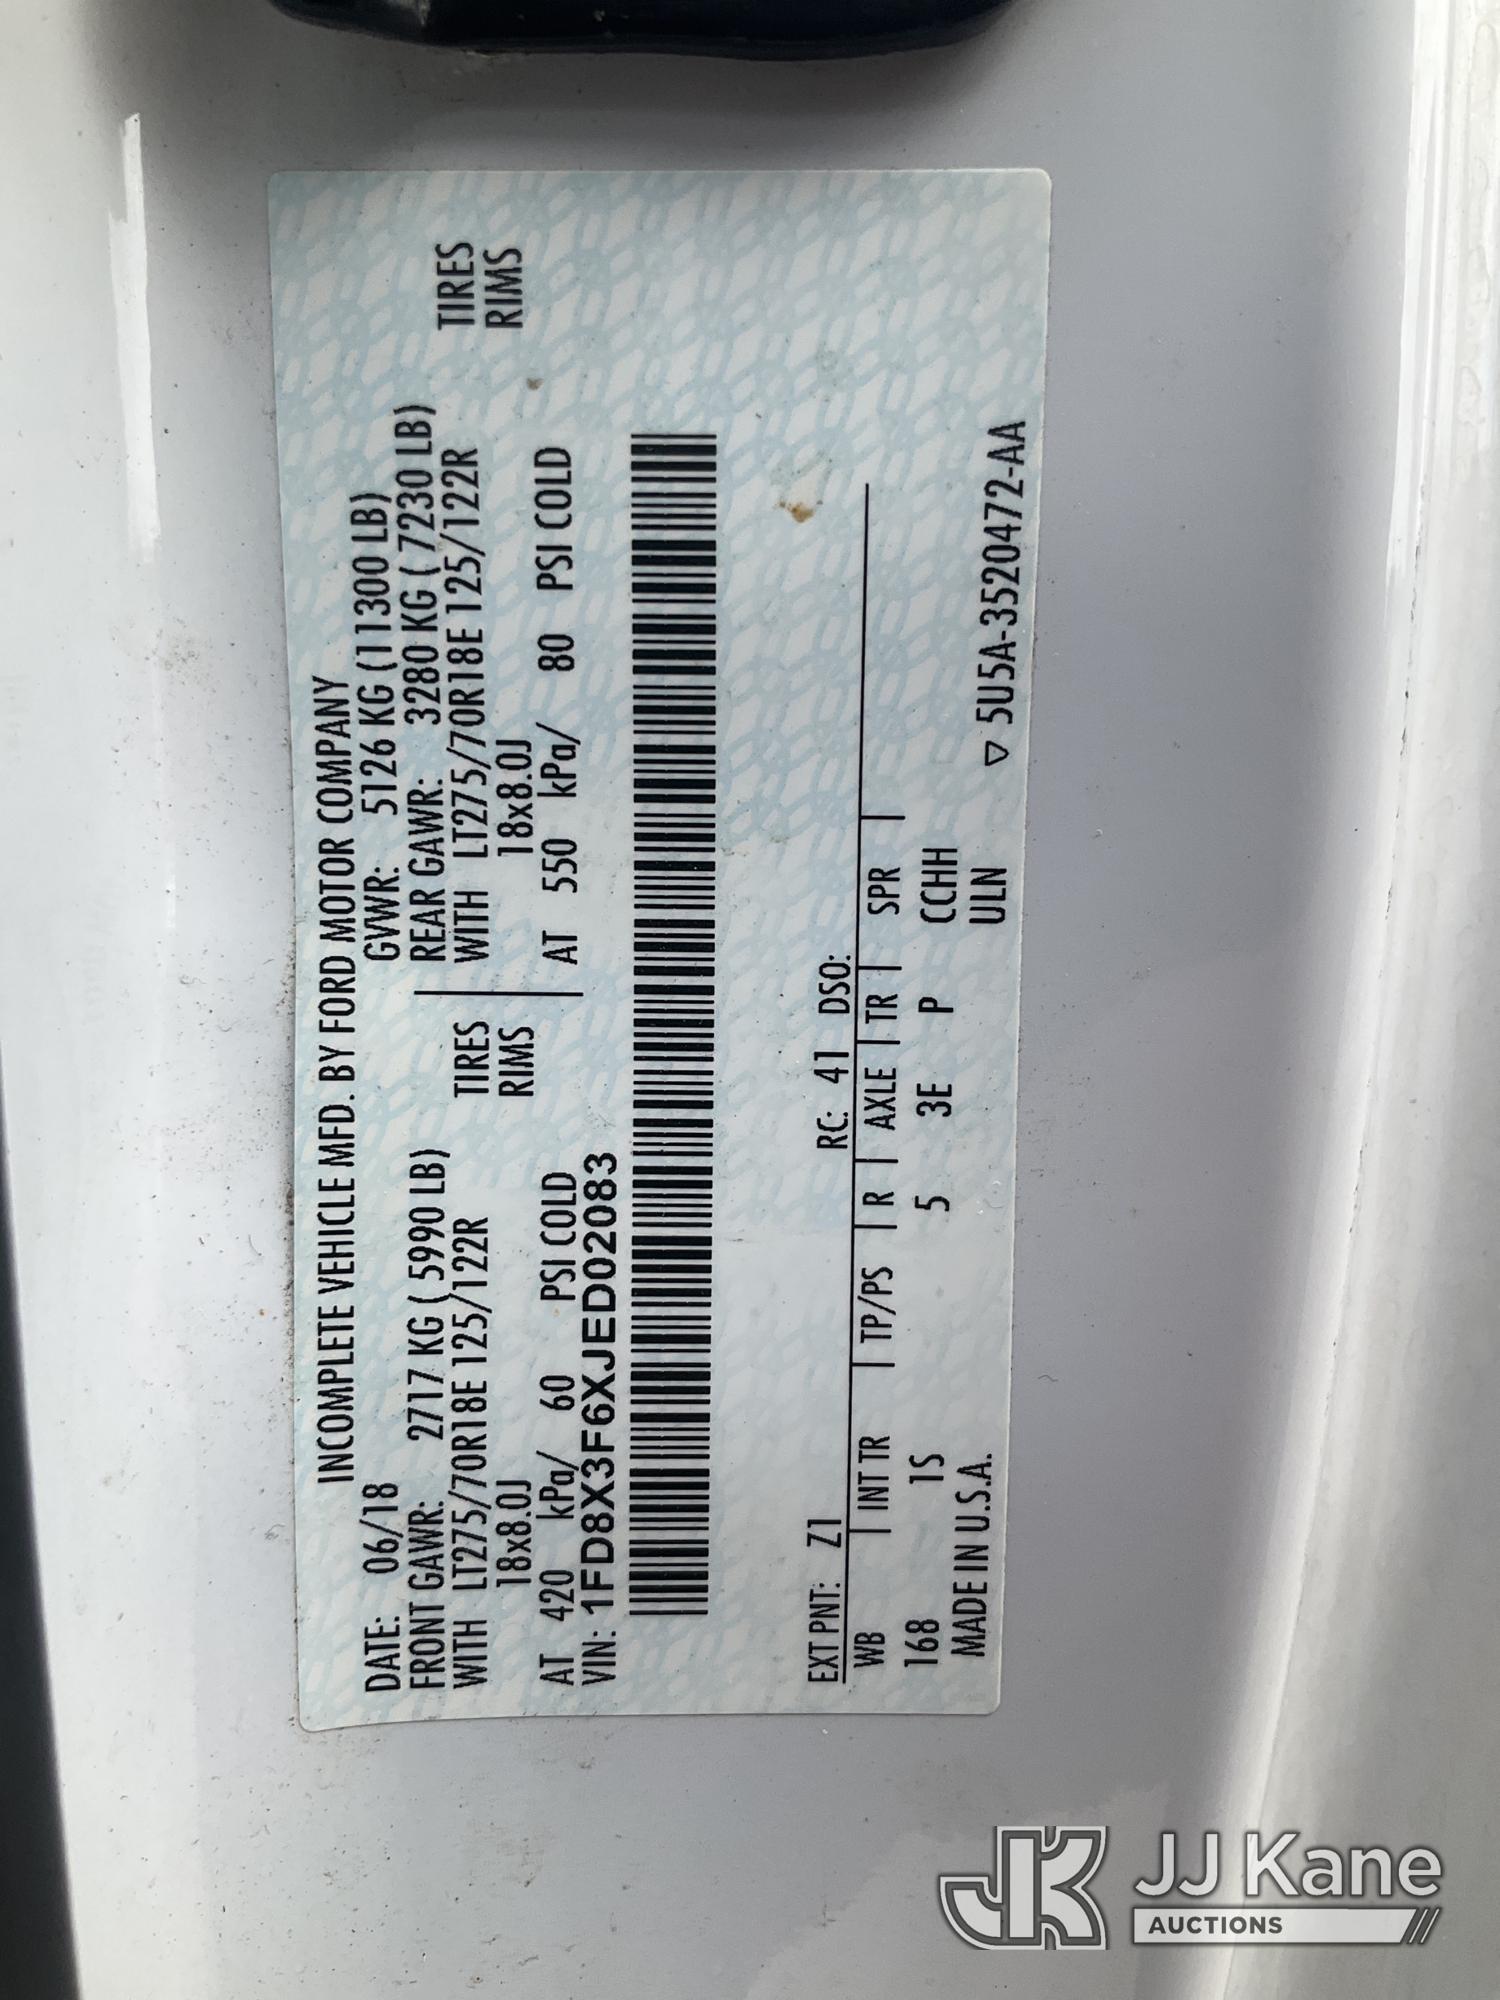 INCOMPLETE VEHICLE MFD. BY FORD MOTOR COMPANY
DATE: 06/18 GVWR: 5126 KG (11300 LB)
FRONT GAWR: 2717 KG ( 5990 LB) REAR GAWR: 3280 KG ( 7230 LB)
WITH LT275/70R18E 125/122R TIRES WITH LT275/70R18E 125/122R TIRES
18x8.0J RIMS 18x8.0J RIMS
AT 420 kPa/ 60 PSI COLD AT 550 kPa/ 80 PSI COLD
VIN: 1FD8X3F6XJED02083
EXT PNT: Z1 RC: 41 DSO:
WB | INT TR | TP/PS | R | AXLE | TR | SPR |
168 1S 5 3E P CCHH
MADE IN U.S.A. ULN
▽ 5U5A-3520472-AA
JK JJ Kane
AUCTIONS